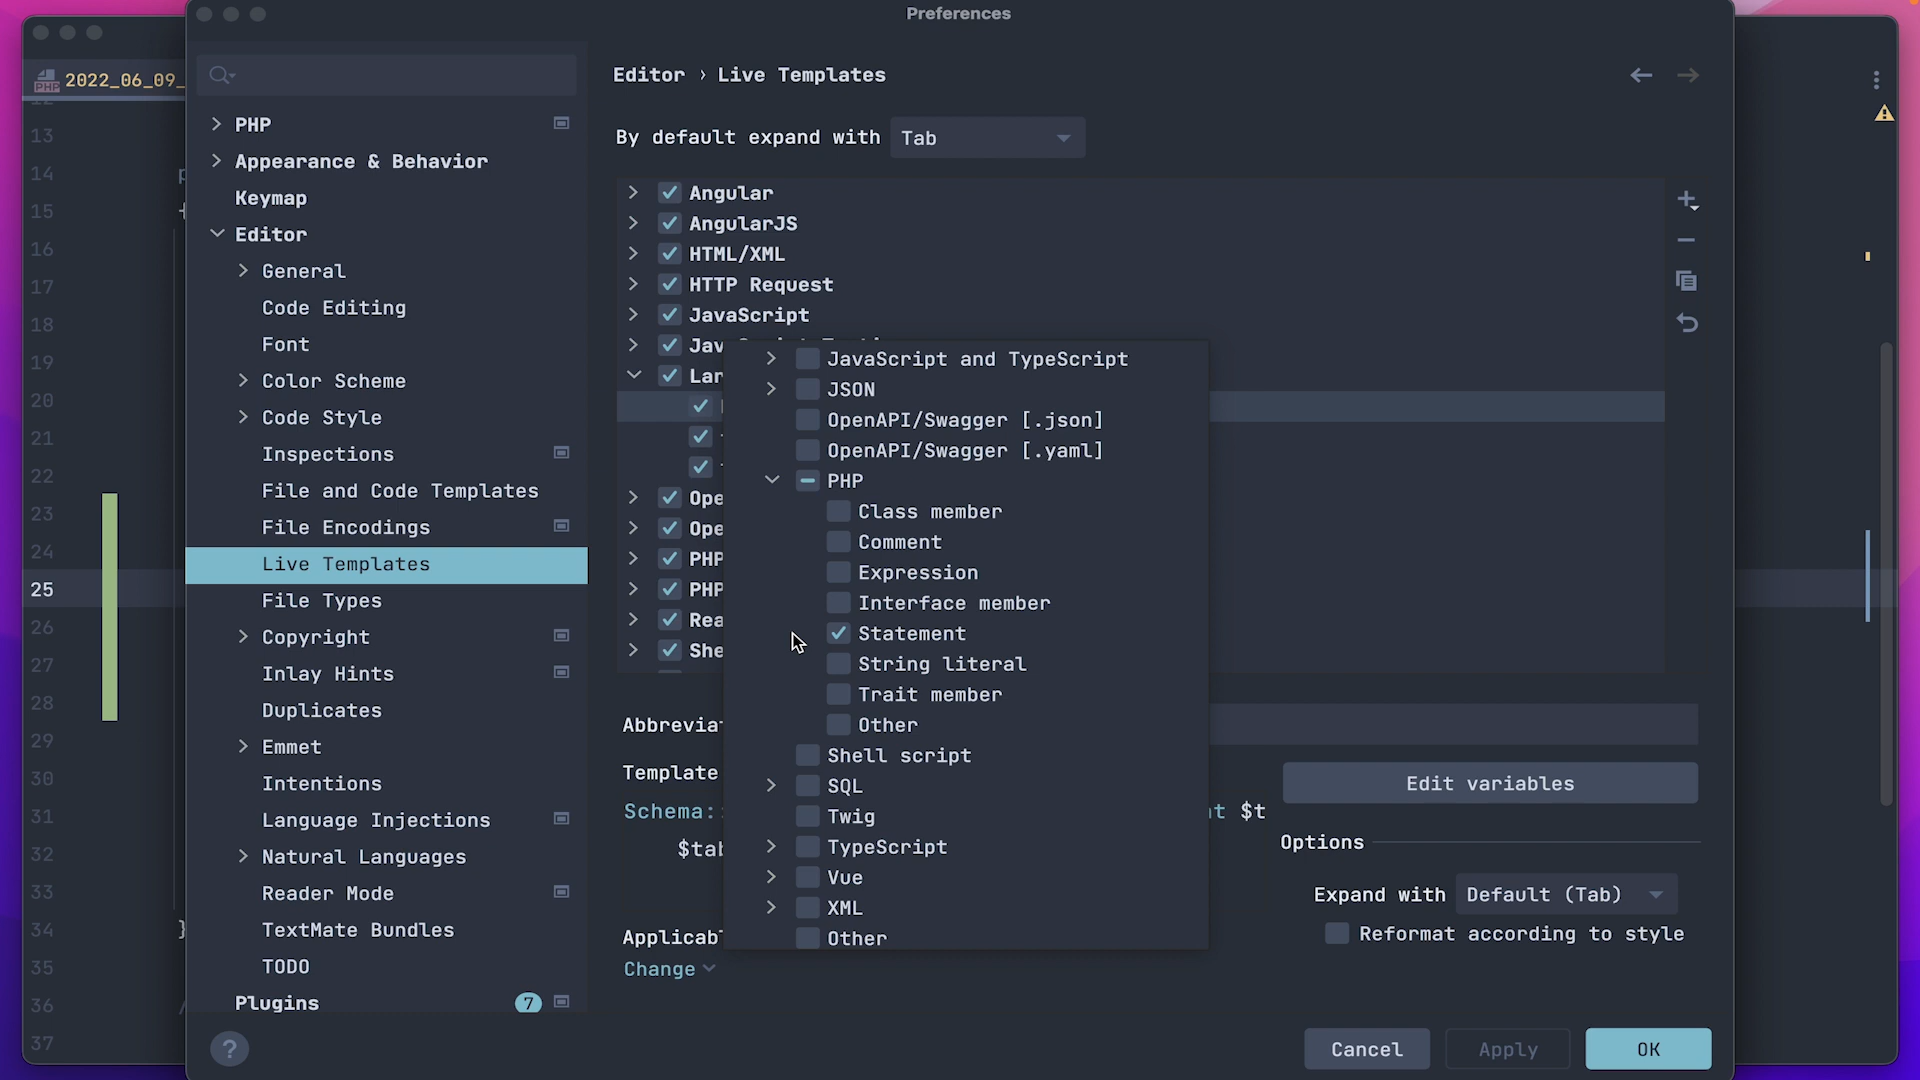 Preferences
PHP 2022_06_09_
Editor › Live Templates
PHP
By default expand with Tab
Appearance & Behavior
Keymap
Editor
General
Code Editing
Font
Color Scheme
Code Style
Inspections
File and Code Templates
File Encodings
Live Templates
File Types
Copyright
Inlay Hints
Duplicates
Emmet
Intentions
Language Injections
Natural Languages
Reader Mode
TextMate Bundles
TODO
Plugins 7
Angular
AngularJS
HTML/XML
HTTP Request
JavaScript
Jav
Lar
Ope
Ope
PHP
PHP
Rea
She
JavaScript and TypeScript
JSON
OpenAPI/Swagger [.json]
OpenAPI/Swagger [.yaml]
PHP
Class member
Comment
Expression
Interface member
Statement
String literal
Trait member
Other
Shell script
SQL
Twig
TypeScript
Vue
XML
Other
Abbrevia
Template
Edit variables
Schema: $t
$tab
Options
Expand with Default (Tab)
Reformat according to style
Applicab
Change
?
Cancel
Apply
OK
13
14
15
16
17
18
19
20
21
22
23
24
25
26
27
28
29
30
31
32
33
34 }
35
36 /
37